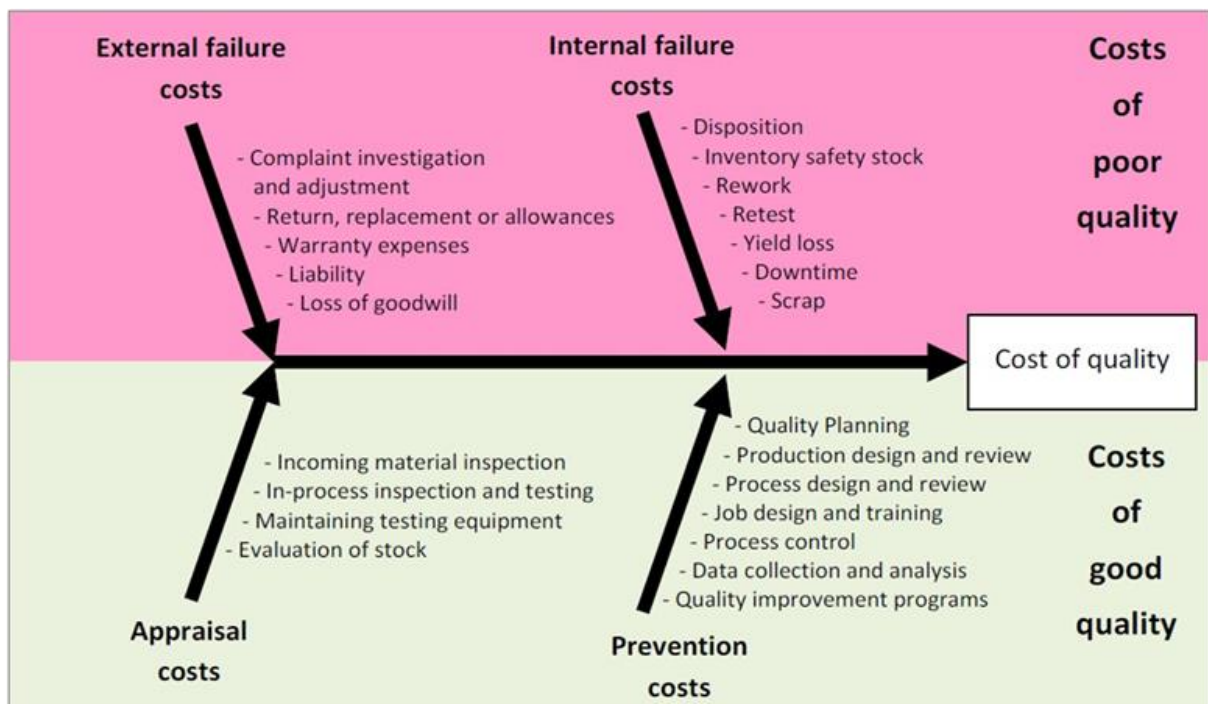 External failure
costs
- Complaint investigation
and adjustment
- Return, replacement or allowances
- Warranty expenses
- Liability
- Loss of goodwill
Internal failure
costs
- Disposition
- Inventory safety stock
- Rework
- Retest
- Yield loss
- Downtime
- Scrap
Costs
of
poor
quality
Cost of quality
- Incoming material inspection
- In-process inspection and testing
- Maintaining testing equipment
- Evaluation of stock
Appraisal
costs
- Quality Planning
- Production design and review
- Process design and review
- Job design and training
- Process control
- Data collection and analysis
- Quality improvement programs
Prevention
costs
Costs
of
good
quality